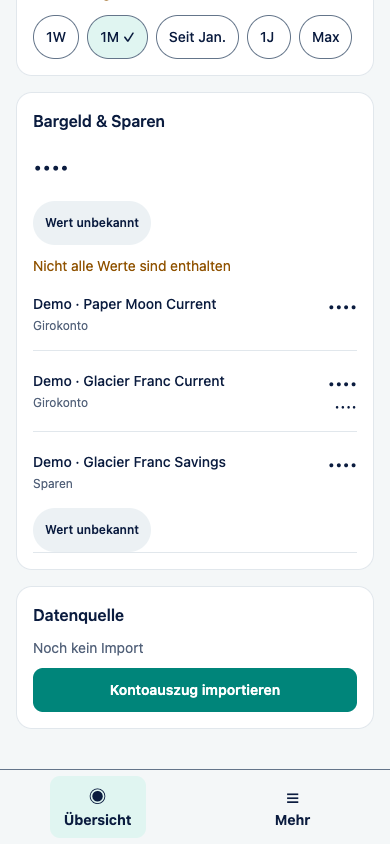 1W
1M ✓
Seit Jan.
1J
Max
Bargeld & Sparen
••••
Wert unbekannt
Nicht alle Werte sind enthalten
Demo · Paper Moon Current ••••
Girokonto
Demo · Glacier Franc Current ••••
Girokonto ••••
Demo · Glacier Franc Savings ••••
Sparen
Wert unbekannt
Datenquelle
Noch kein Import
Kontoauszug importieren
Übersicht
Mehr